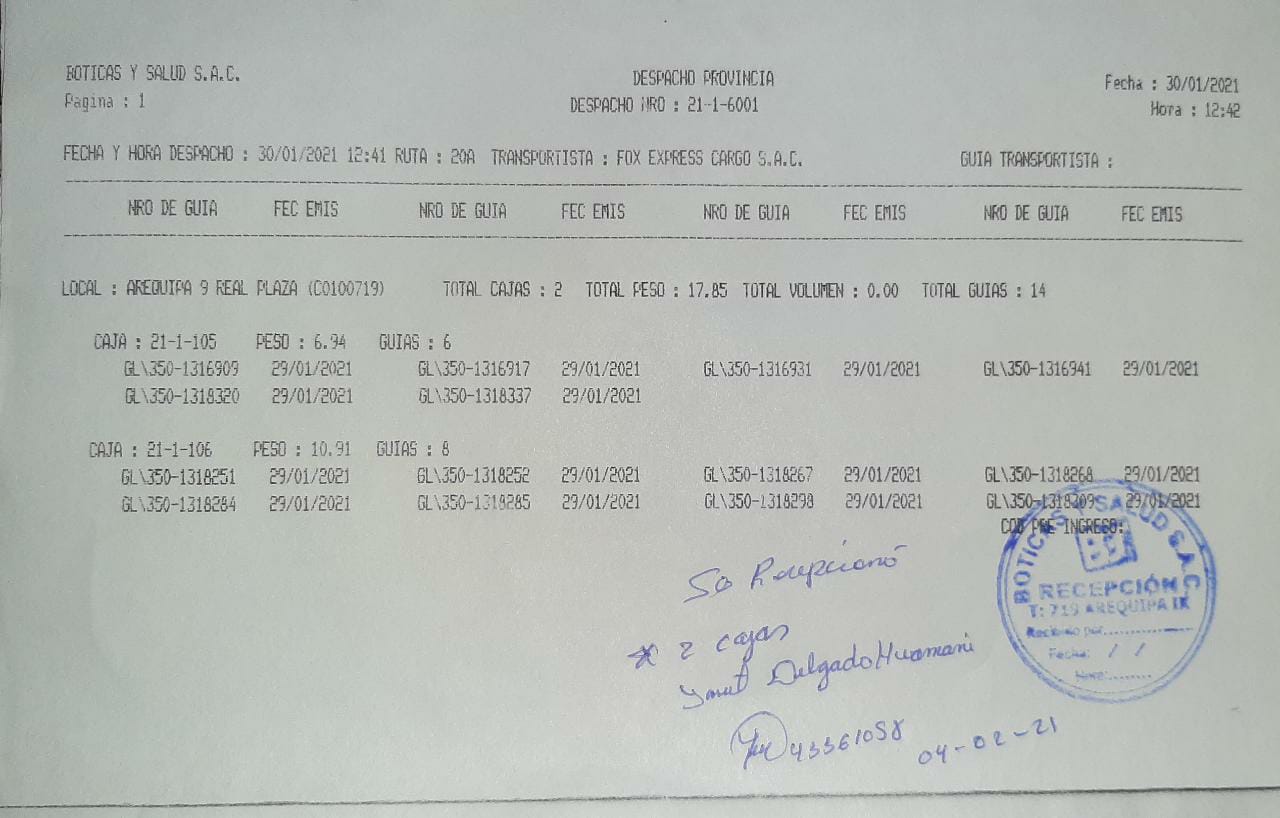 BOTICAS Y SALUD S.A.C. DESPACHO PROVINCIA Fecha : 30/01/2021
Pagina : 1 DESPACHO NRO : 21-1-6001 Hora : 12:42
FECHA Y HORA DESPACHO : 30/01/2021 12:41 RUTA : 20A TRANSPORTISTA : FOX EXPRESS CARGO S.A.C. GUIA TRANSPORTISTA :
NRO DE GUIA FEC EMIS NRO DE GUIA FEC EMIS NRO DE GUIA FEC EMIS NRO DE GUIA FEC EMIS
LOCAL : AREQUIPA 9 REAL PLAZA (C0100719) TOTAL CAJAS : 2 TOTAL PESO : 17.85 TOTAL VOLUMEN : 0.00 TOTAL GUIAS : 14
CAJA : 21-1-105 PESO : 6.94 GUIAS : 6
GL\350-1316909 29/01/2021 GL\350-1316917 29/01/2021 GL\350-1316931 29/01/2021 GL\350-1316941 29/01/2021
GL\350-1318320 29/01/2021 GL\350-1318337 29/01/2021
CAJA : 21-1-106 PESO : 10.91 GUIAS : 8
GL\350-1318251 29/01/2021 GL\350-1318252 29/01/2021 GL\350-1318267 29/01/2021 GL\350-1318268 29/01/2021
GL\350-1318284 29/01/2021 GL\350-1318285 29/01/2021 GL\350-1318298 29/01/2021 GL\350-1318309 29/01/2021
COD PRE INGRESO:
BOTICAS Y SALUD S.A.C
BS
RECEPCIÓN
T: 719 AREQUIPA IX
Recibido por:..............
Fecha: / /
Hora:........
Se Recepcionó
* 2 cajas
Delgado Huamani
43361058 04-02-21